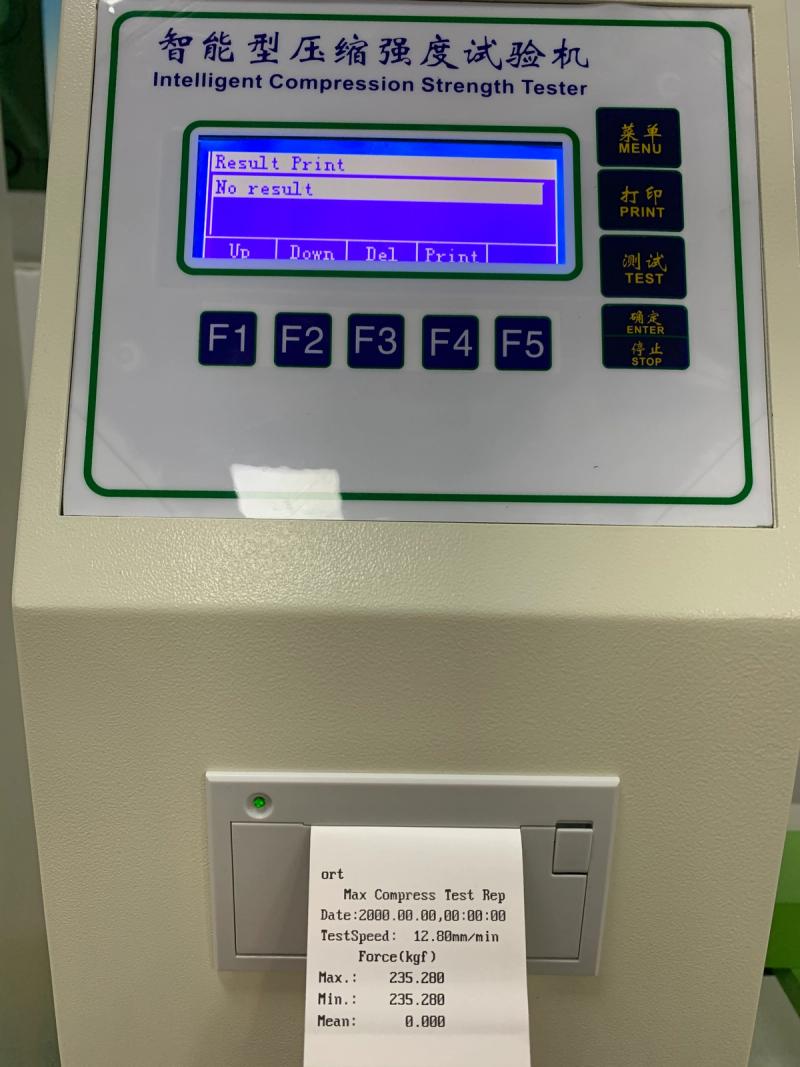 智能型压缩强度试验机
Intelligent Compression Strength Tester
Result Print
No result
Up Down Del Print
菜单
MENU
打印
PRINT
测试
TEST
确定
ENTER
停止
STOP
F1 F2 F3 F4 F5
ort
Max Compress Test Rep
Date:2000.00.00,00:00:00
TestSpeed: 12.80mm/min
Force(kgf)
Max.: 235.280
Min.: 235.280
Mean: 0.000